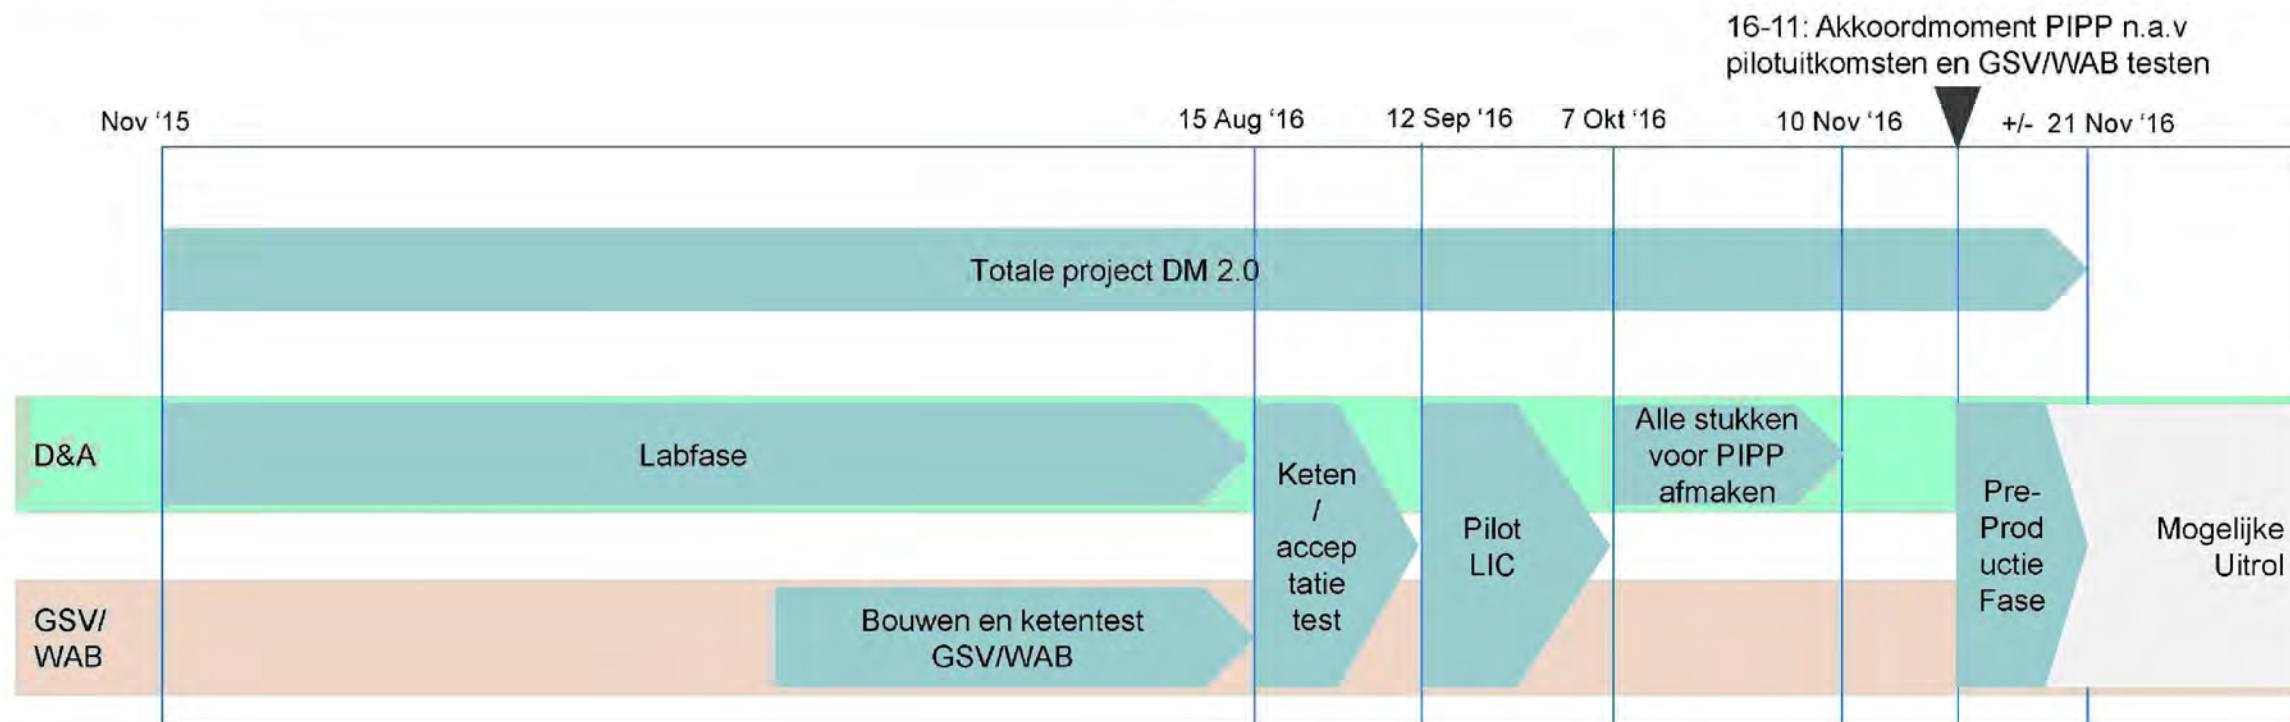 16-11: Akkoordmoment PIPP n.a.v
pilotuitkomsten en GSV/WAB testen
Nov ‘15
15 Aug ‘16
12 Sep ‘16
7 Okt ‘16
10 Nov ‘16
+/- 21 Nov ‘16
Totale project DM 2.0
D&A
Labfase
Keten
/
accep
tatie
test
Pilot
LIC
Alle stukken
voor PIPP
afmaken
Pre-
Prod
uctie
Fase
Mogelijke
Uitrol
GSV/
WAB
Bouwen en ketentest
GSV/WAB